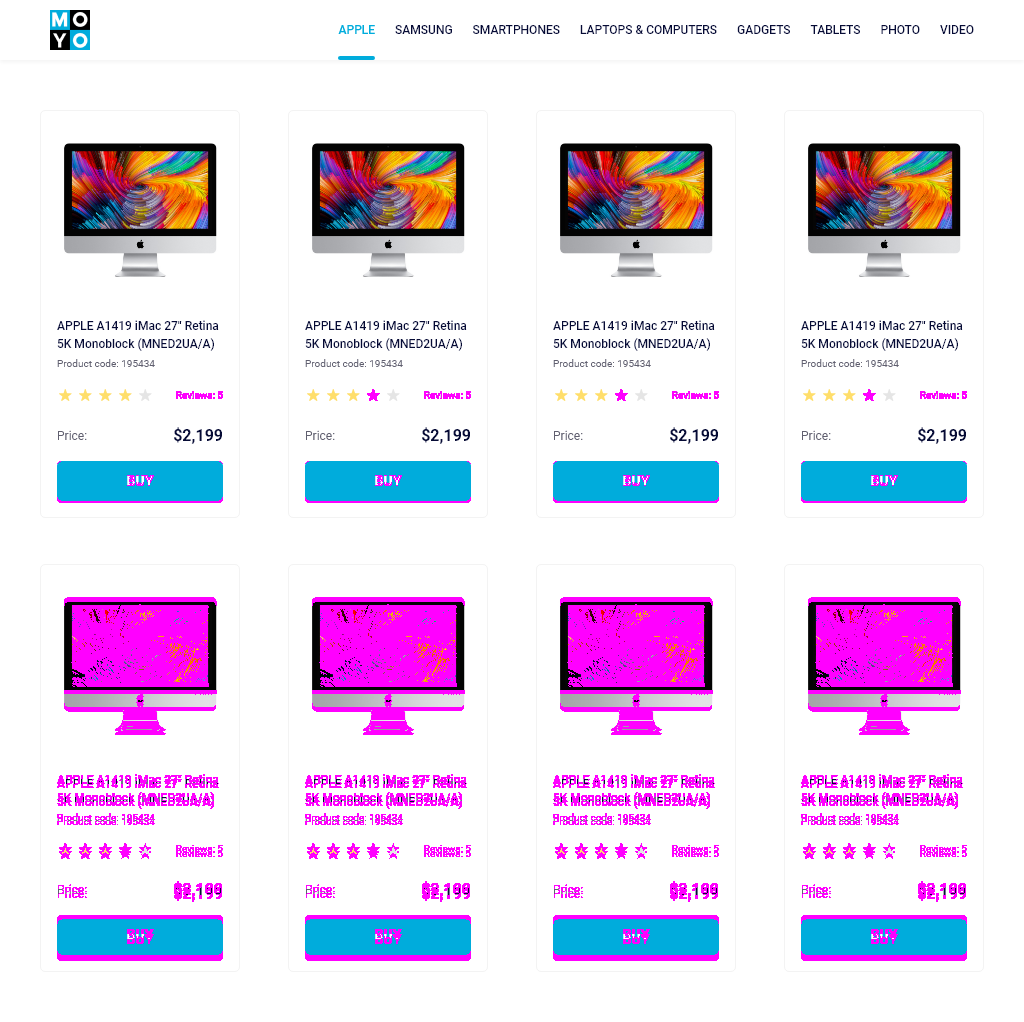 MO
YO
APPLE SAMSUNG SMARTPHONES LAPTOPS & COMPUTERS GADGETS TABLETS PHOTO VIDEO
APPLE A1419 iMac 27" Retina APPLE A1419 iMac 27" Retina APPLE A1419 iMac 27" Retina APPLE A1419 iMac 27" Retina
5K Monoblock (MNED2UA/A) 5K Monoblock (MNED2UA/A) 5K Monoblock (MNED2UA/A) 5K Monoblock (MNED2UA/A)
Product code: 195434 Product code: 195434 Product code: 195434 Product code: 195434
Reviews: 5 Reviews: 5 Reviews: 5 Reviews: 5
Price: $2,199 Price: $2,199 Price: $2,199 Price: $2,199
BUY BUY BUY BUY
APPLE A1419 iMac 27" Retina APPLE A1419 iMac 27" Retina APPLE A1419 iMac 27" Retina APPLE A1419 iMac 27" Retina
5K Monoblock (MNED2UA/A) 5K Monoblock (MNED2UA/A) 5K Monoblock (MNED2UA/A) 5K Monoblock (MNED2UA/A)
Product code: 195434 Product code: 195434 Product code: 195434 Product code: 195434
Reviews: 5 Reviews: 5 Reviews: 5 Reviews: 5
Price: $2,199 Price: $2,199 Price: $2,199 Price: $2,199
BUY BUY BUY BUY